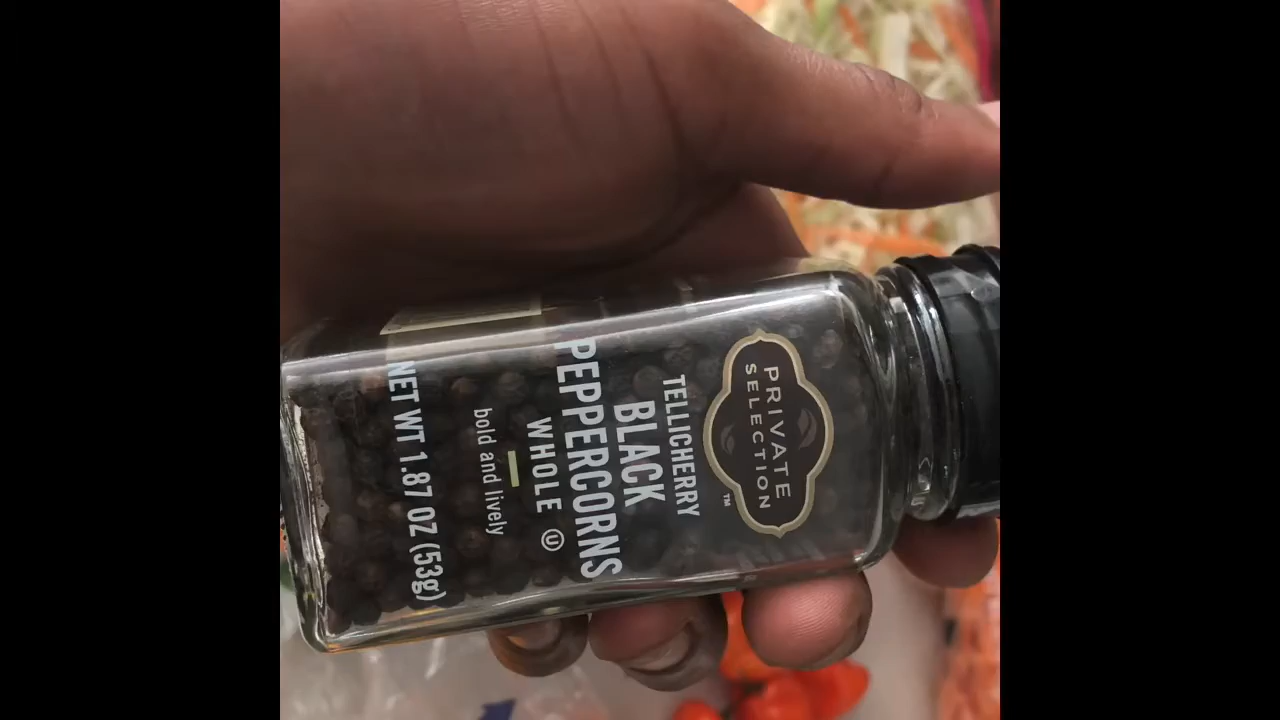 PRIVATE
SELECTION
TM
TELLICHERRY
BLACK
PEPPERCORNS
WHOLE U
bold and lively
NET WT 1.87 OZ (53g)